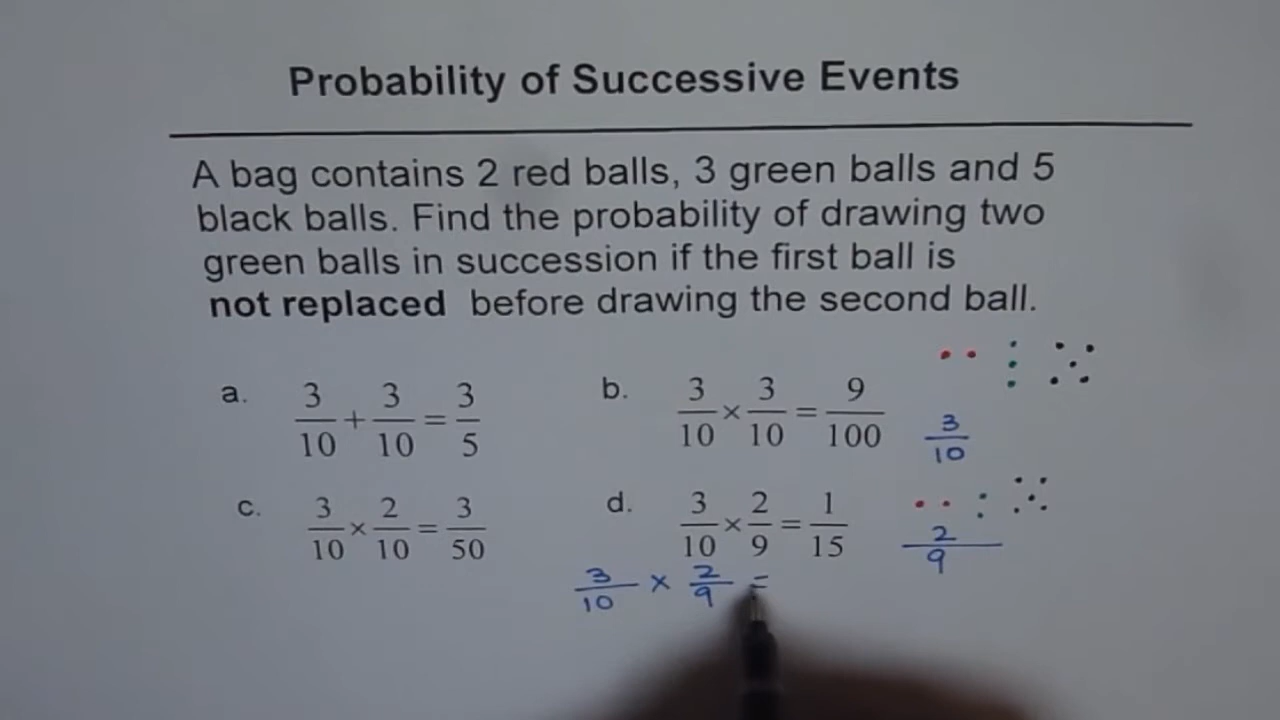 Probability of Successive Events
A bag contains 2 red balls, 3 green balls and 5
black balls. Find the probability of drawing two
green balls in succession if the first ball is
not replaced before drawing the second ball.
a. 3/10 + 3/10 = 3/5
b. 3/10 × 3/10 = 9/100
3/10
c. 3/10 × 2/10 = 3/50
d. 3/10 × 2/9 = 1/15
2/9
3/10 × 2/9 =